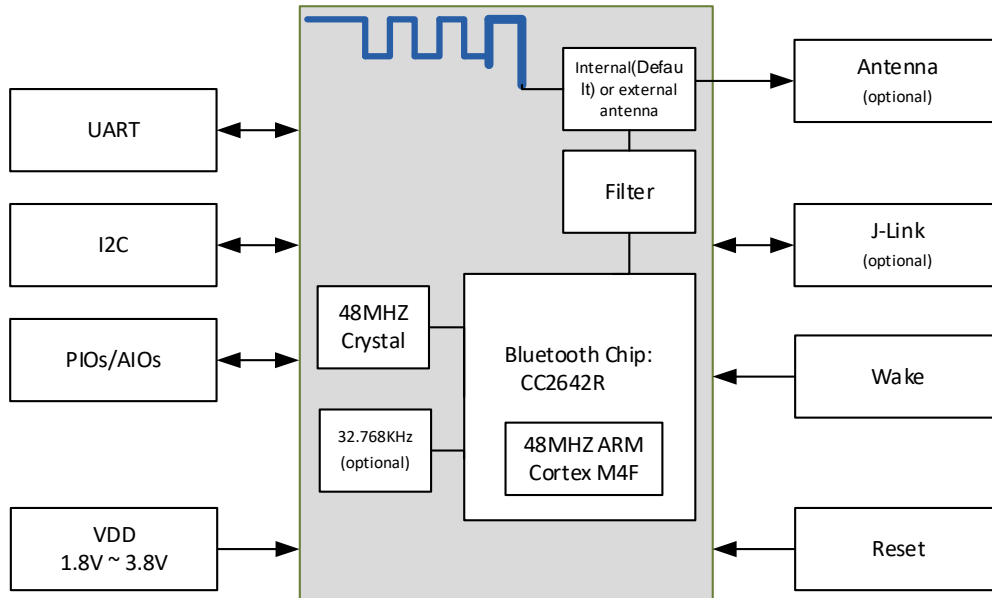 UART
I2C
PIOs/AIOs
VDD
1.8V ~ 3.8V
Internal(Defau
lt) or external
antenna
Filter
48MHZ
Crystal
32.768KHz
(optional)
Bluetooth Chip:
CC2642R
48MHZ ARM
Cortex M4F
Antenna
(optional)
J-Link
(optional)
Wake
Reset